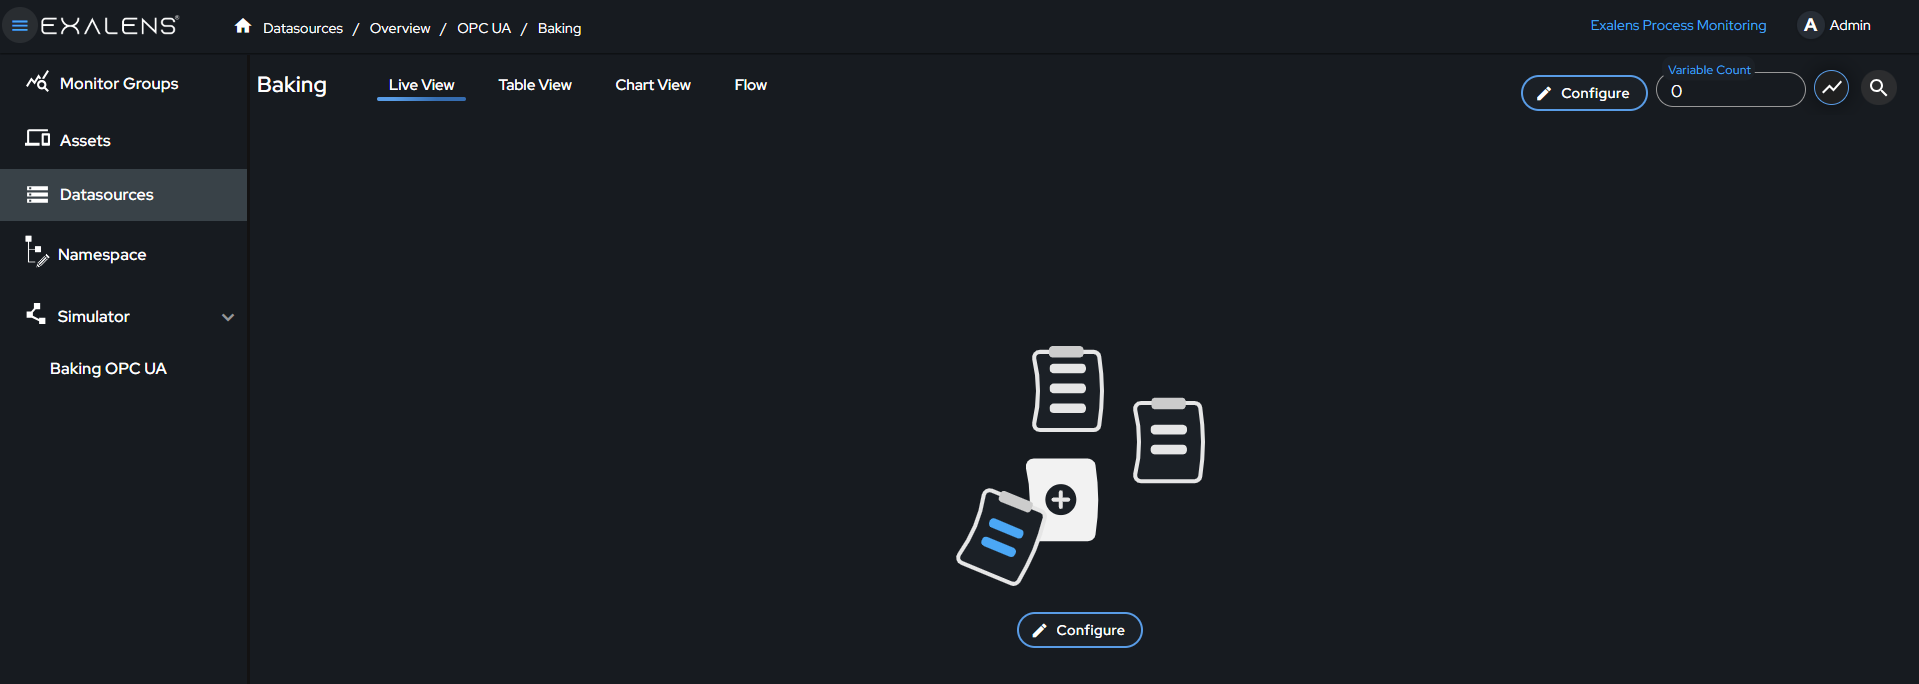 EXALENS®
Datasources / Overview / OPC UA / Baking
Exalens Process Monitoring
A Admin
Monitor Groups
Assets
Datasources
Namespace
Simulator
Baking OPC UA
Baking
Live View
Table View
Chart View
Flow
Configure
Variable Count
0
Configure